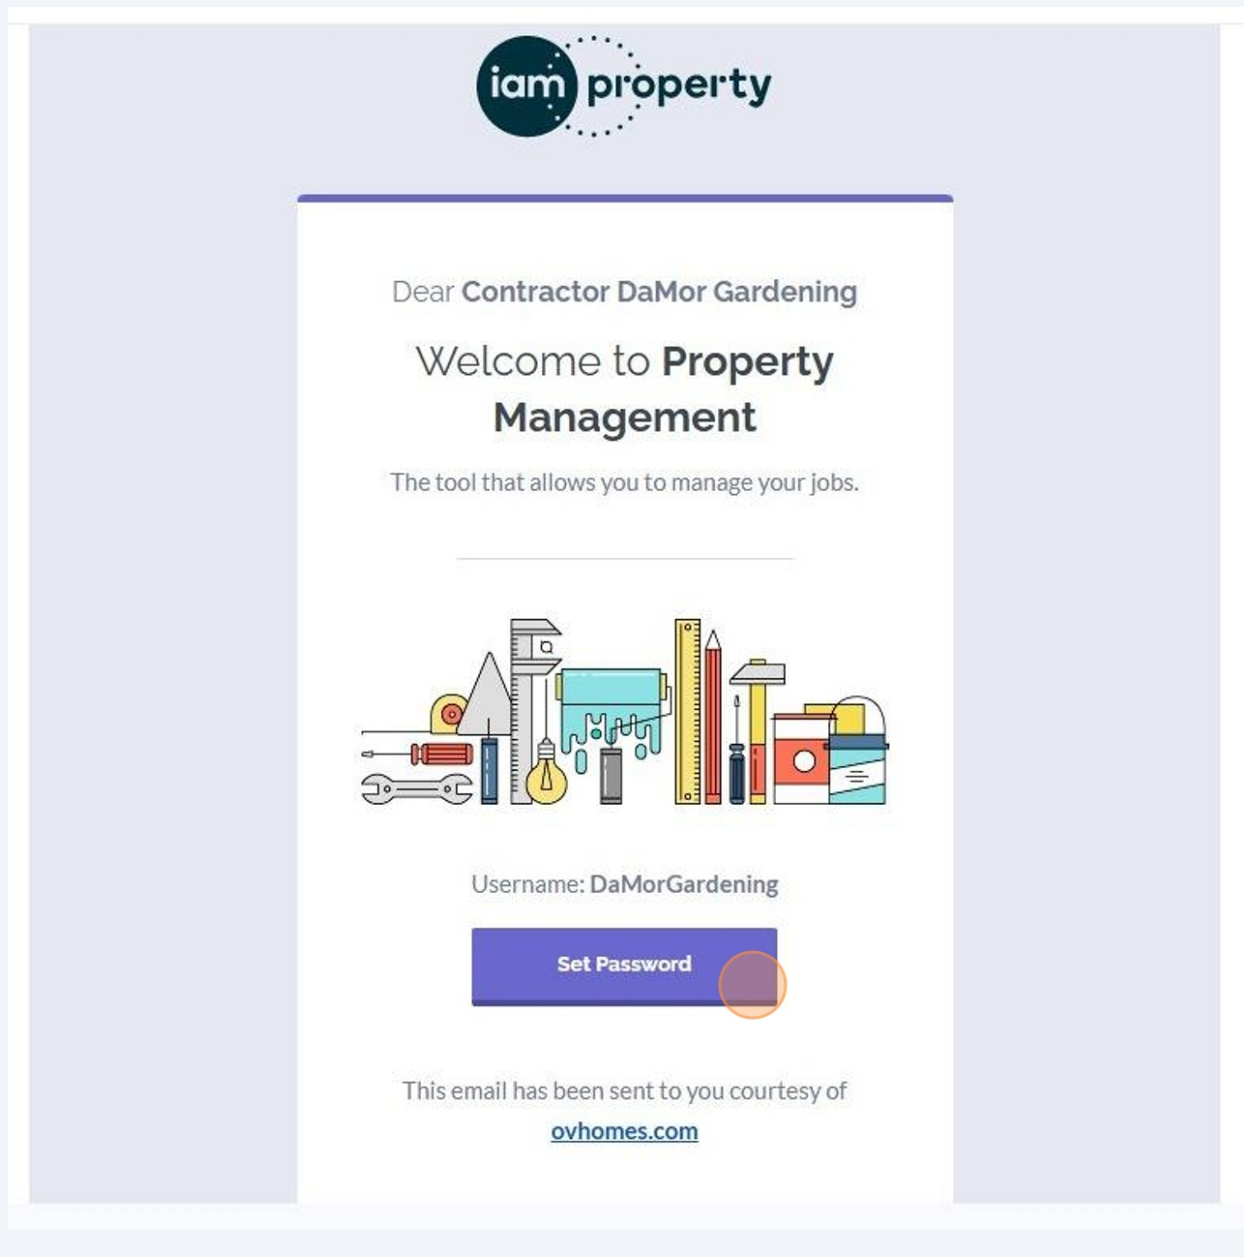 iam property
Dear Contractor DaMor Gardening
Welcome to Property
Management
The tool that allows you to manage your jobs.
Username: DaMorGardening
Set Password
This email has been sent to you courtesy of
ovhomes.com